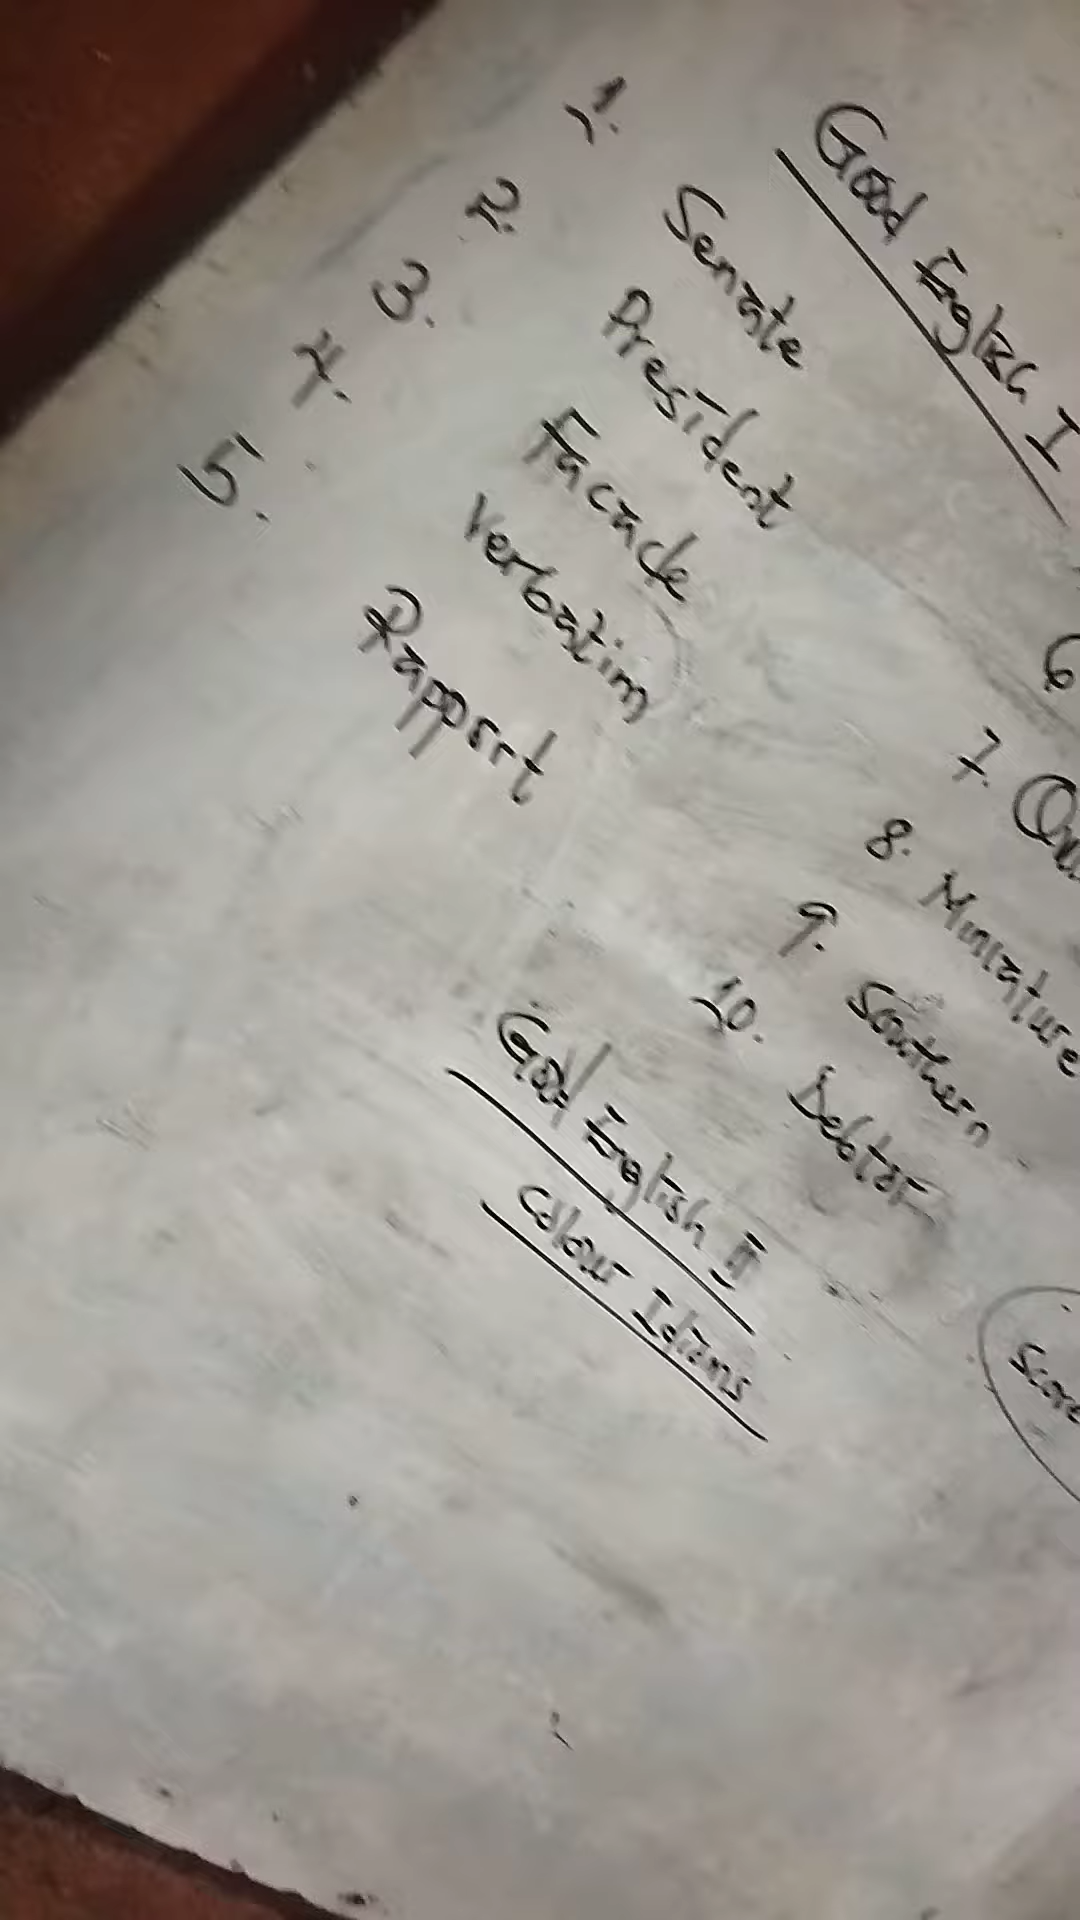 Good English I
1. Senate
2. President
3. Facade
4. Verbatim
5. Rapport
6
7.
8. Miniature
9. Southern
10. Debtor
Good English II
Colour Idioms